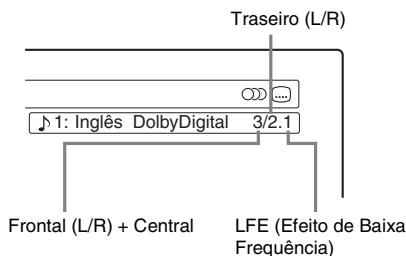 Traseiro (L/R)
♪ 1: Inglês DolbyDigital 3/2.1
Frontal (L/R) + Central
LFE (Efeito de Baixa
Frequência)